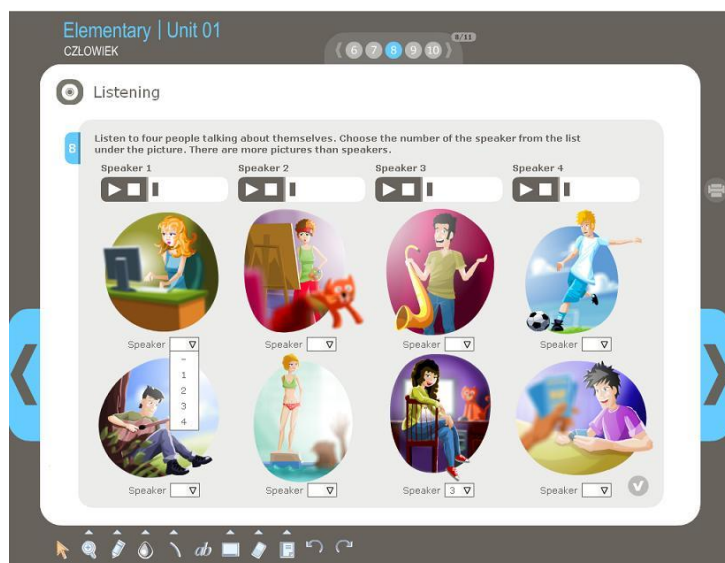 Elementary | Unit 01
CZŁOWIEK
6 7 8 9 10
8/11
Listening
B
Listen to four people talking about themselves. Choose the number of the speaker from the list
under the picture. There are more pictures than speakers.
Speaker 1 Speaker 2 Speaker 3 Speaker 4
Speaker Speaker Speaker Speaker
-
1
2
3
4
Speaker Speaker Speaker 3 Speaker
ab